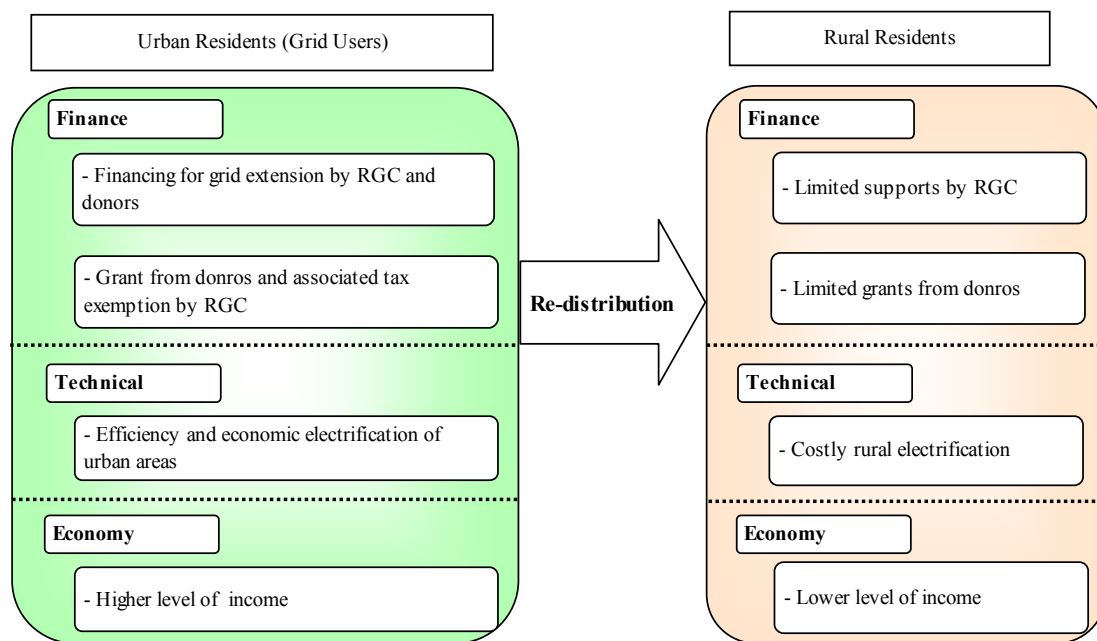 Urban Residents (Grid Users)
Finance
- Financing for grid extension by RGC and
donors
- Grant from donros and associated tax
exemption by RGC
Technical
- Efficiency and economic electrification of
urban areas
Economy
- Higher level of income
Re-distribution
Rural Residents
Finance
- Limited supports by RGC
- Limited grants from donros
Technical
- Costly rural electrification
Economy
- Lower level of income